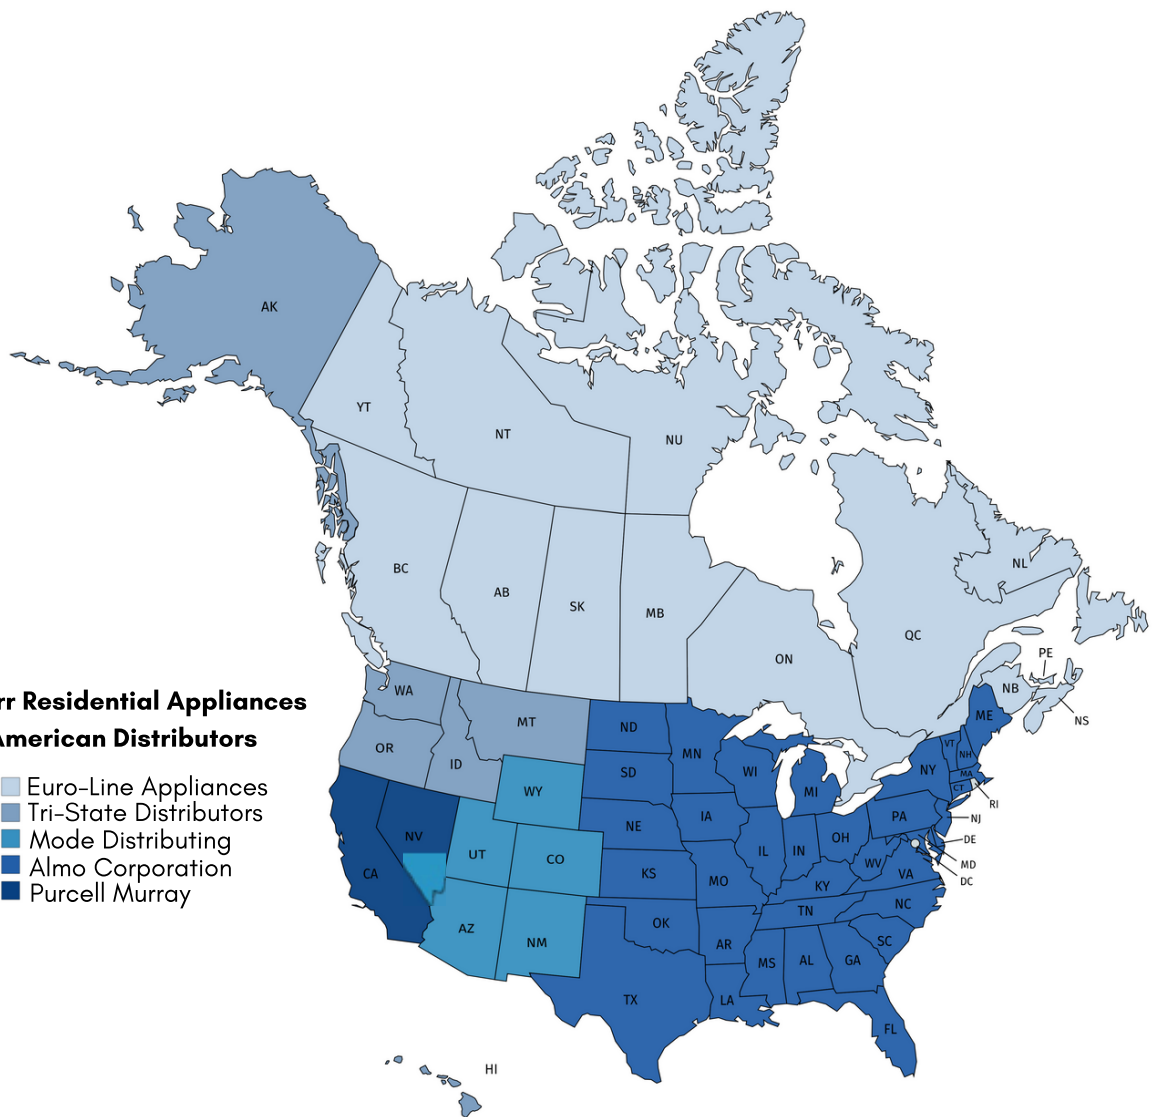 AK
YT
NT
NU
BC
AB
SK
MB
ON
QC
NL
PE
NB
NS
WA
MT
ND
MN
ME
OR
ID
SD
WI
MI
NY
VT
NH
MA
CT
RI
rr Residential Appliances
American Distributors
Euro-Line Appliances
Tri-State Distributors
Mode Distributing
Almo Corporation
Purcell Murray
WY
NE
IA
PA
NJ
NV
UT
CO
IL
IN
OH
DE
CA
KS
MO
KY
WV
VA
MD
DC
AZ
NM
OK
AR
TN
NC
SC
TX
LA
MS
AL
GA
FL
HI